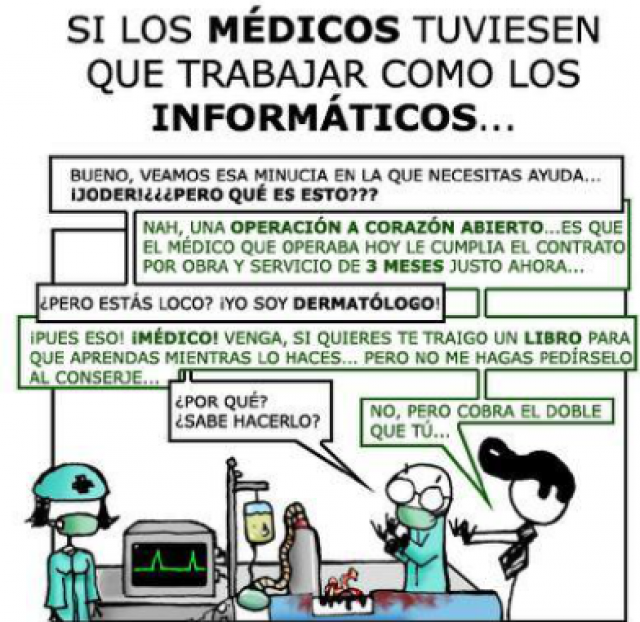 SI LOS MÉDICOS TUVIESEN
QUE TRABAJAR COMO LOS
INFORMÁTICOS...
BUENO, VEAMOS ESA MINUCIA EN LA QUE NECESITAS AYUDA...
¡JODER!¿¿¿PERO QUÉ ES ESTO???
NAH, UNA OPERACIÓN A CORAZÓN ABIERTO...ES QUE
EL MÉDICO QUE OPERABA HOY LE CUMPLIA EL CONTRATO
POR OBRA Y SERVICIO DE 3 MESES JUSTO AHORA...
¿PERO ESTÁS LOCO? ¡YO SOY DERMATÓLOGO!
¡PUES ESO! ¡MÉDICO! VENGA, SI QUIERES TE TRAIGO UN LIBRO PARA
QUE APRENDAS MIENTRAS LO HACES... PERO NO ME HAGAS PEDÍRSELO
AL CONSERJE...
¿POR QUÉ?
¿SABE HACERLO?
NO, PERO COBRA EL DOBLE
QUE TÚ...